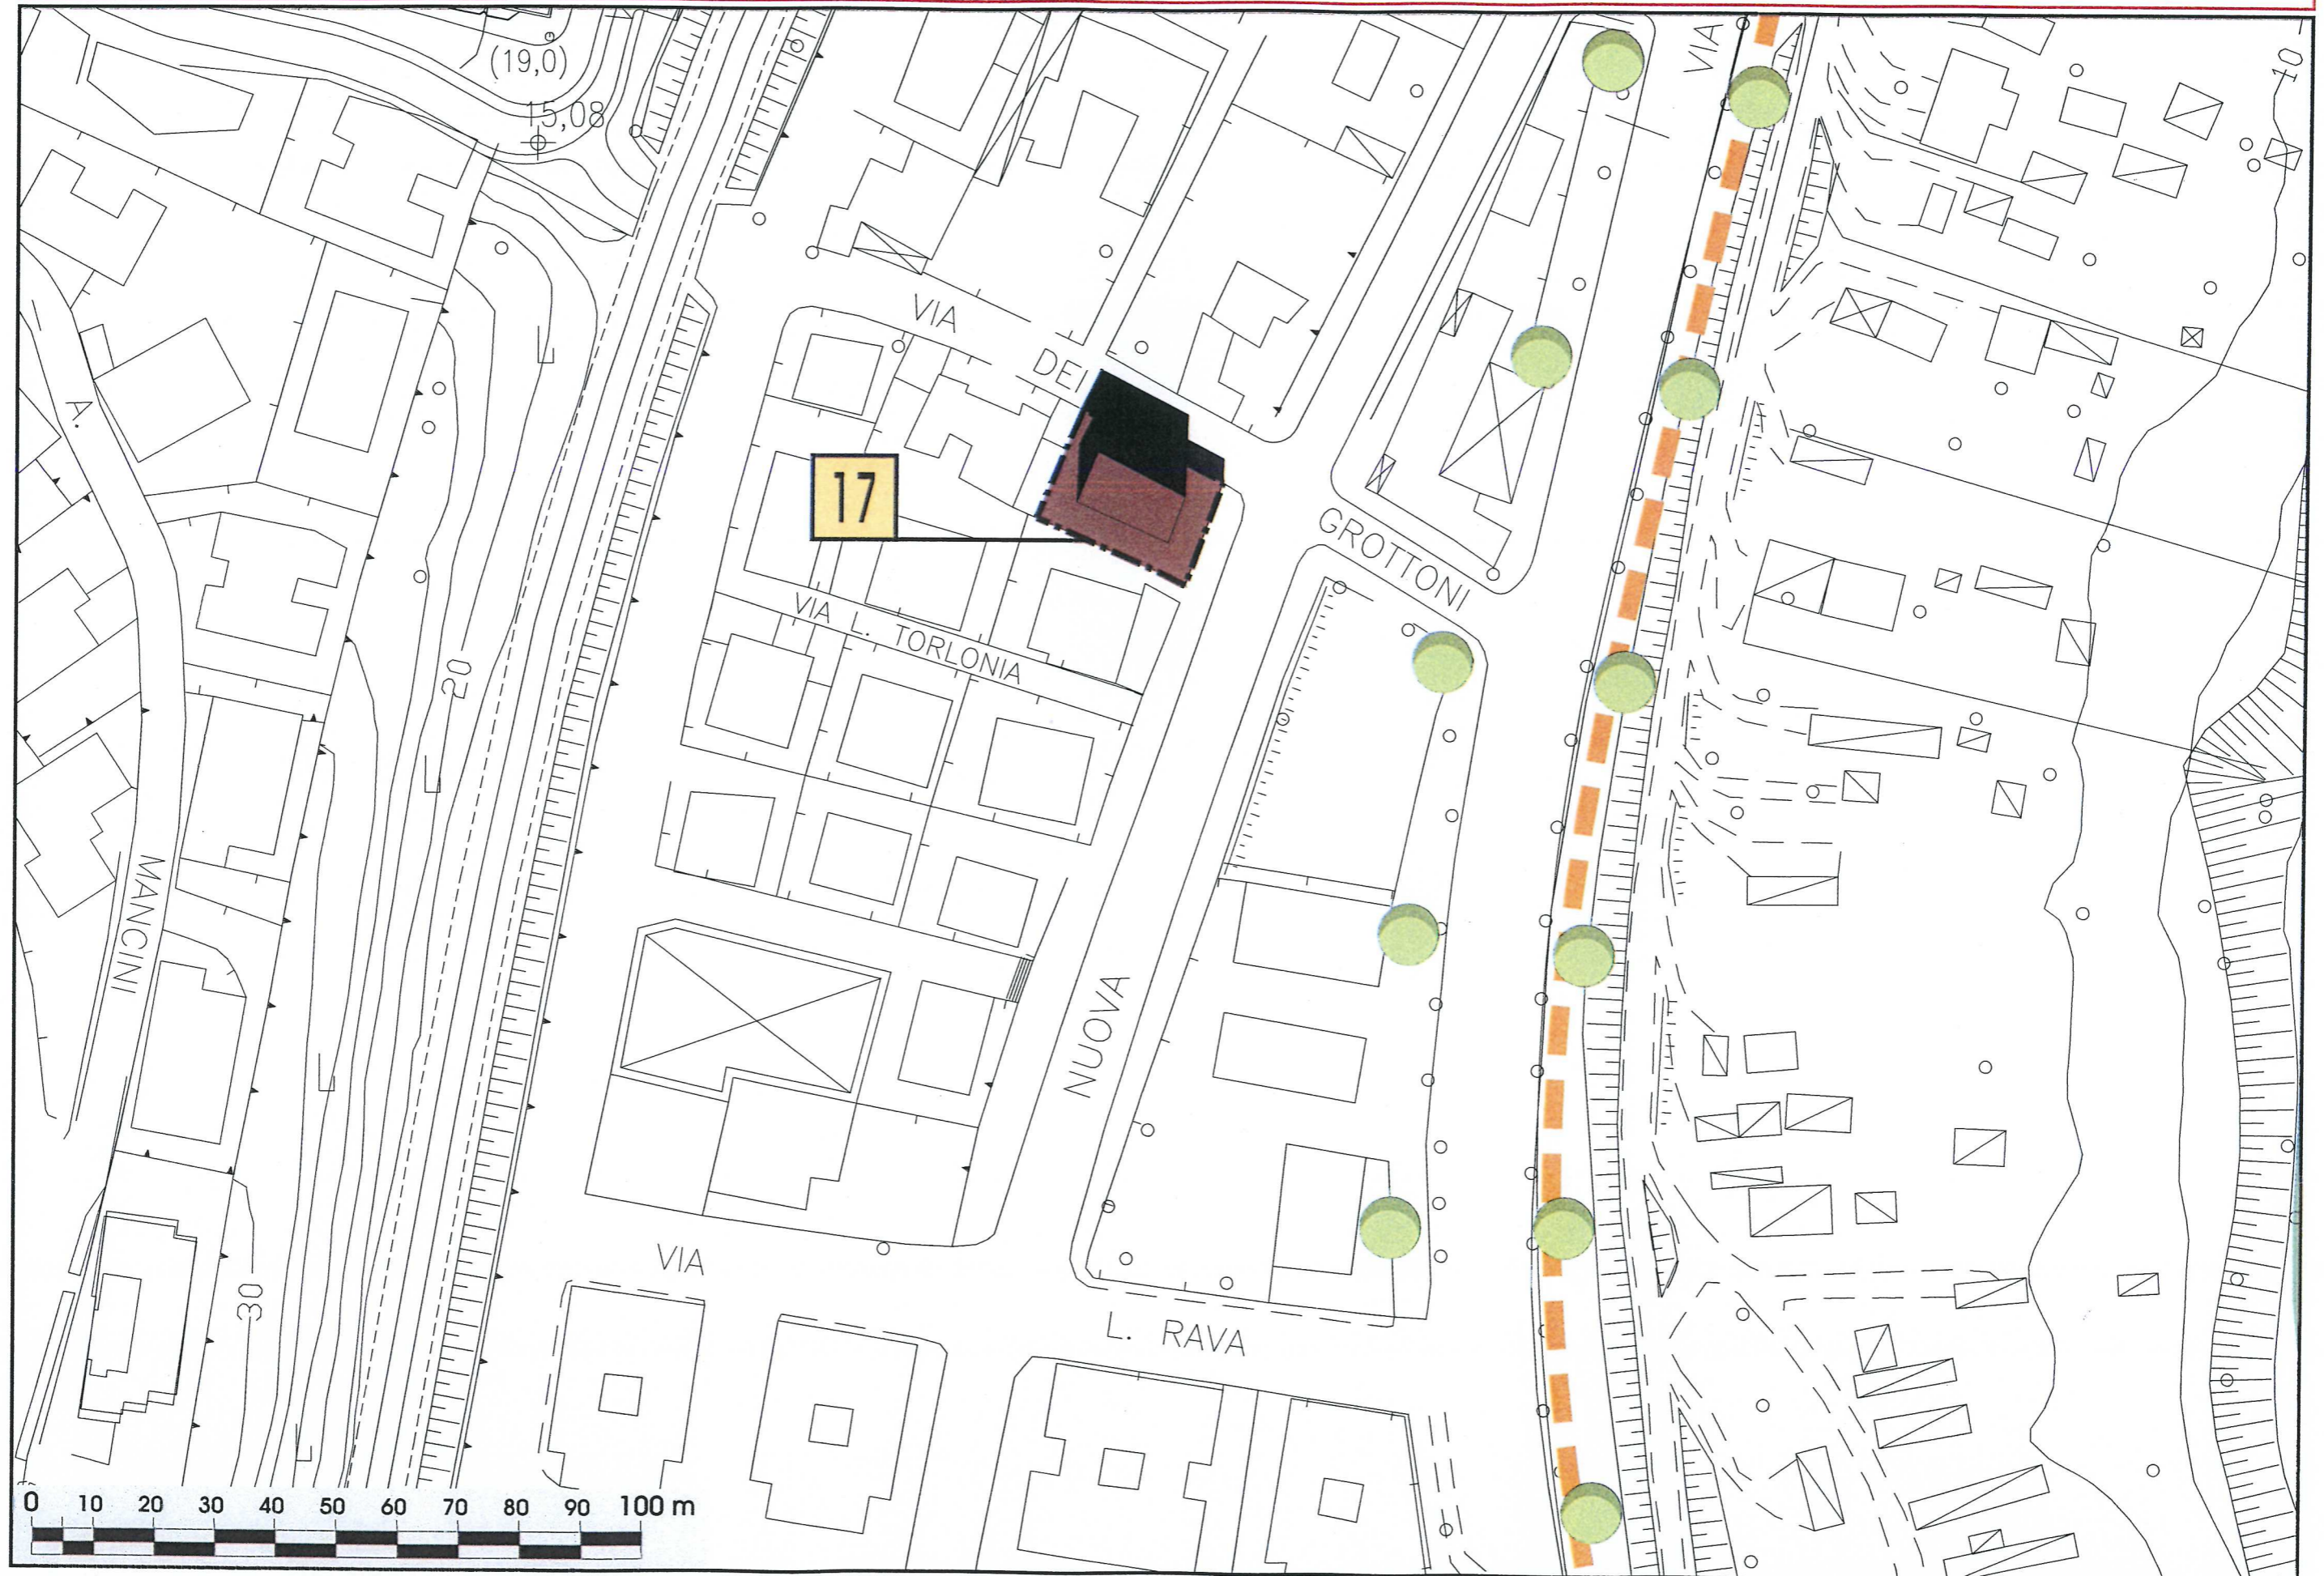 (19,0)
15,08
VIA
10
VIA
DEI
A.
17
GROTTONI
VIA L. TORLONIA
20
MANCINI
NUOVA
VIA
30
L. RAVA
0 10 20 30 40 50 60 70 80 90 100 m